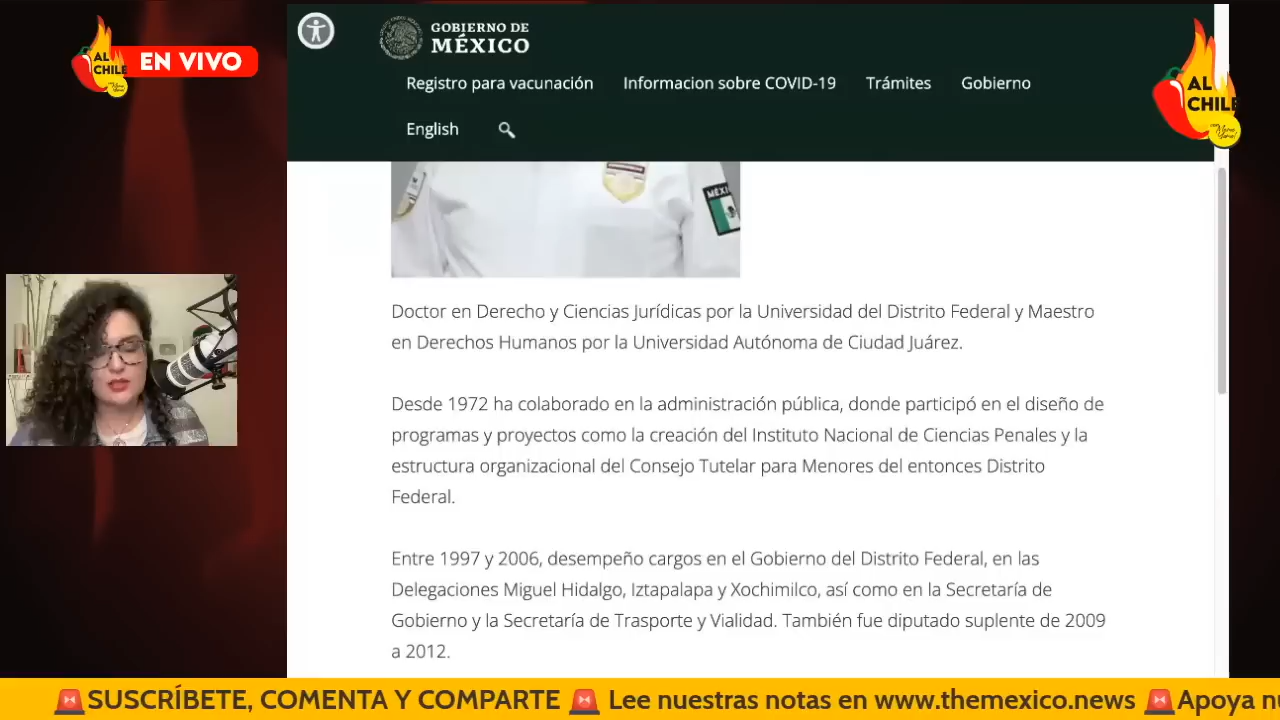 AL
CHILE
EN VIVO
GOBIERNO DE
MÉXICO
Registro para vacunación
Informacion sobre COVID-19
Trámites
Gobierno
English
AL
CHILE
MÉXI
Doctor en Derecho y Ciencias Jurídicas por la Universidad del Distrito Federal y Maestro
en Derechos Humanos por la Universidad Autónoma de Ciudad Juárez.
Desde 1972 ha colaborado en la administración pública, donde participó en el diseño de
programas y proyectos como la creación del Instituto Nacional de Ciencias Penales y la
estructura organizacional del Consejo Tutelar para Menores del entonces Distrito
Federal.
Entre 1997 y 2006, desempeño cargos en el Gobierno del Distrito Federal, en las
Delegaciones Miguel Hidalgo, Iztapalapa y Xochimilco, así como en la Secretaría de
Gobierno y la Secretaría de Trasporte y Vialidad. También fue diputado suplente de 2009
a 2012.
🚨SUSCRÍBETE, COMENTA Y COMPARTE 🚨 Lee nuestras notas en www.themexico.news 🚨Apoya nu